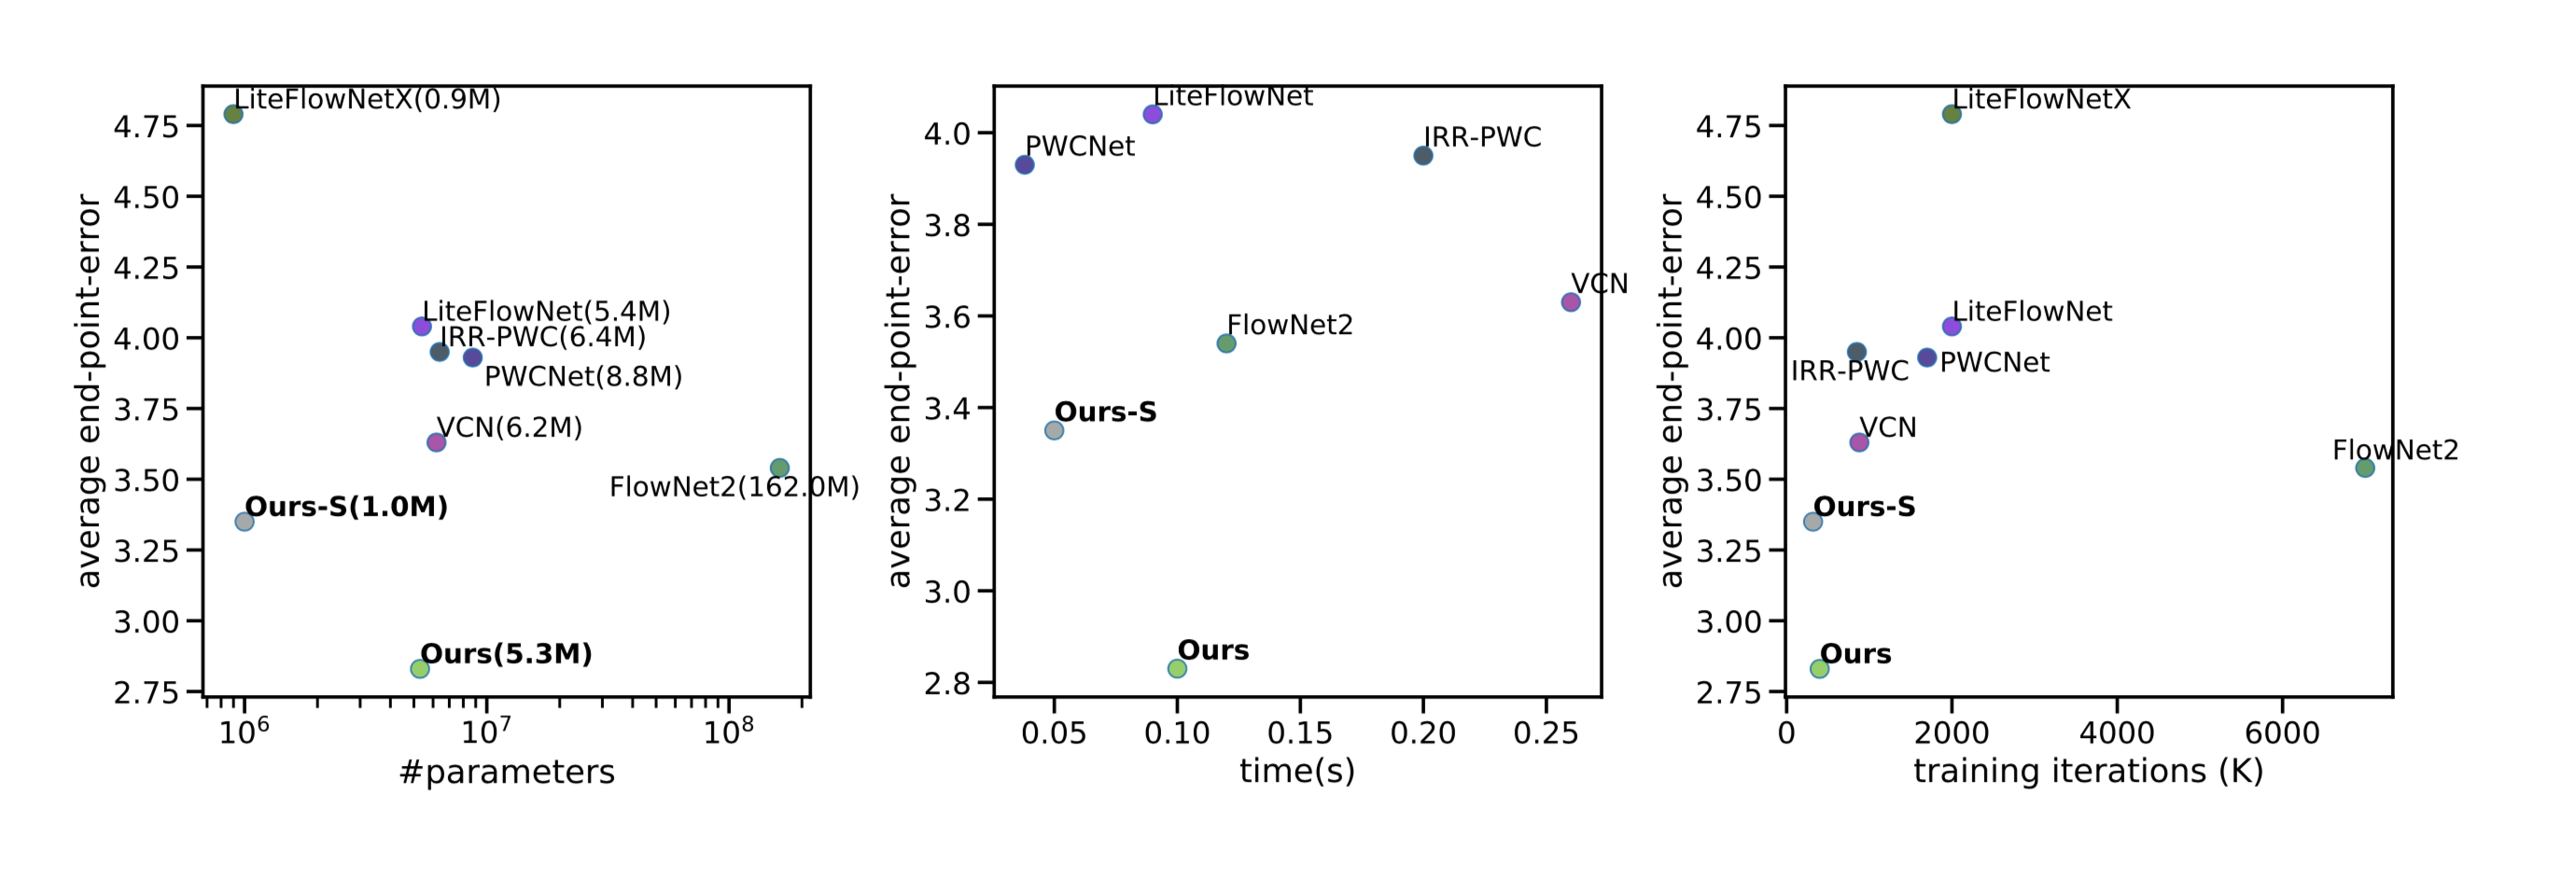 average end-point-error
4.75
4.50
4.25
4.00
3.75
3.50
3.25
3.00
2.75
LiteFlowNetX(0.9M)
LiteFlowNet(5.4M)
IRR-PWC(6.4M)
PWCNet(8.8M)
VCN(6.2M)
FlowNet2(162.0M)
Ours-S(1.0M)
Ours(5.3M)
10⁶ 10⁷ 10⁸
#parameters
average end-point-error
4.0
3.8
3.6
3.4
3.2
3.0
2.8
LiteFlowNet
IRR-PWC
PWCNet
VCN
FlowNet2
Ours-S
Ours
0.05 0.10 0.15 0.20 0.25
time(s)
average end-point-error
4.75
4.50
4.25
4.00
3.75
3.50
3.25
3.00
2.75
LiteFlowNetX
LiteFlowNet
PWCNet
IRR-PWC
VCN
FlowNet2
Ours-S
Ours
0 2000 4000 6000
training iterations (K)